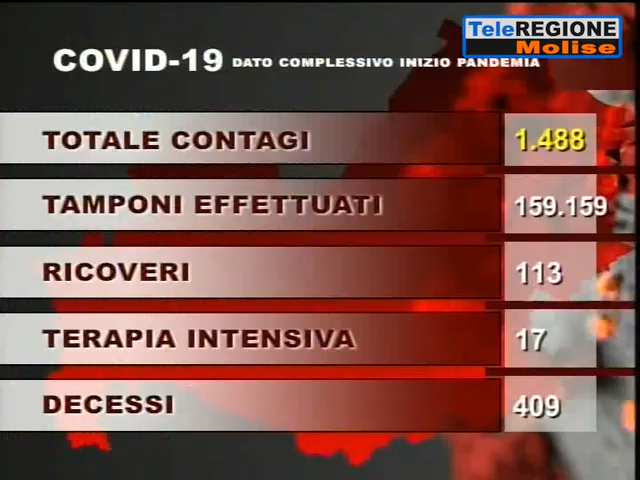 TeleREGIONE
Molise
COVID-19 DATO COMPLESSIVO INIZIO PANDEMIA
TOTALE CONTAGI 1.488
TAMPONI EFFETTUATI 159.159
RICOVERI 113
TERAPIA INTENSIVA 17
DECESSI 409